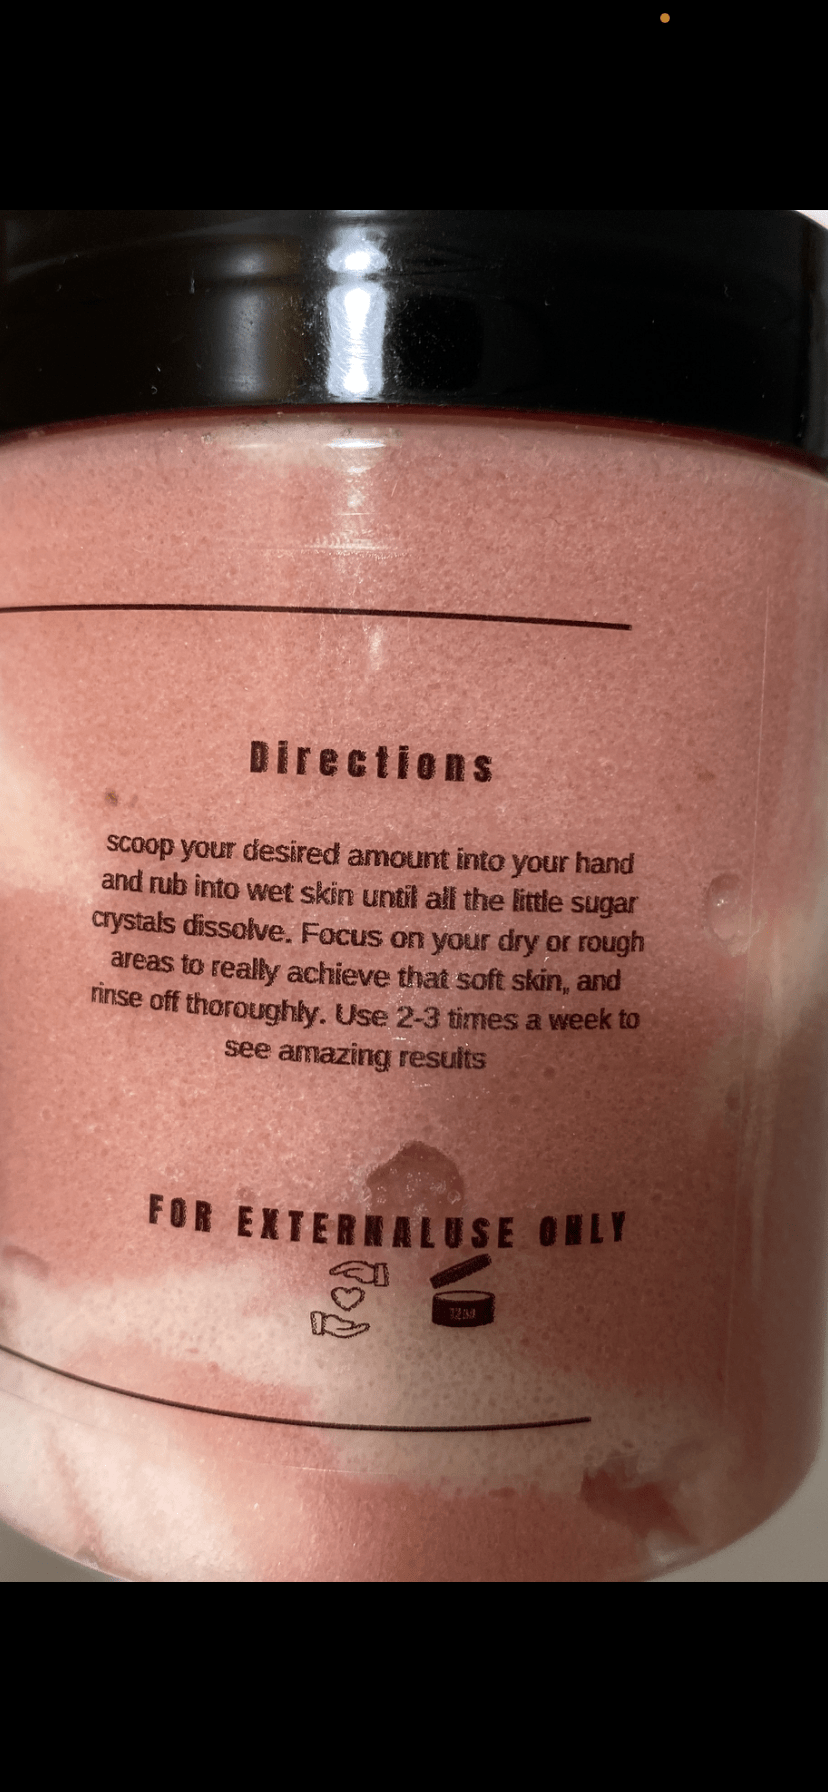 Directions
scoop your desired amount into your hand
and rub into wet skin until all the little sugar
crystals dissolve. Focus on your dry or rough
areas to really achieve that soft skin,, and
rinse off thoroughly. Use 2-3 times a week to
see amazing results
FOR EXTERNALUSE ONLY